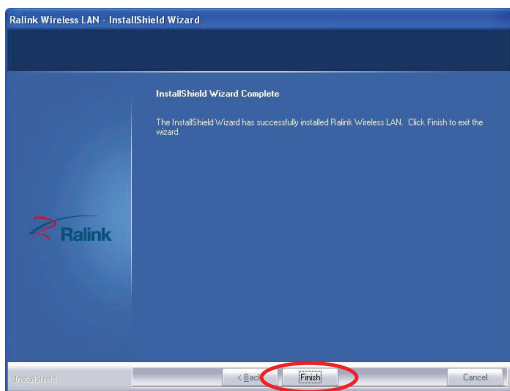 Ralink Wireless LAN - InstallShield Wizard
InstallShield Wizard Complete
The InstallShield Wizard has successfully installed Ralink Wireless LAN. Click Finish to exit the
wizard.
Ralink
InstallShield
< Back
Finish
Cancel